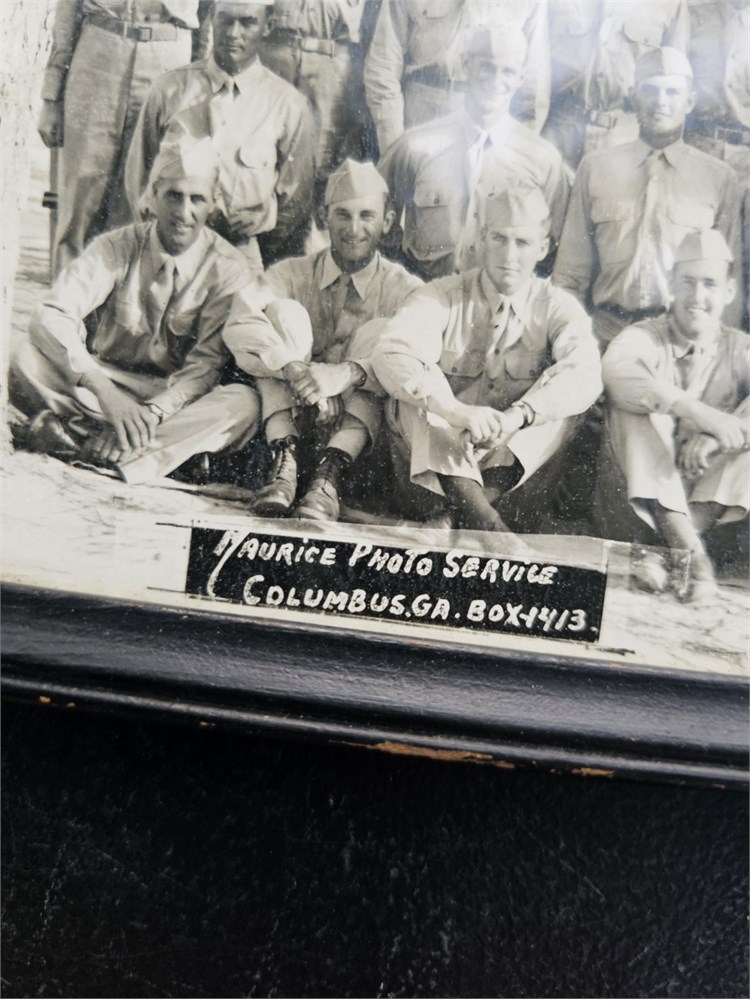 MAURICE PHOTO SERVICE
COLUMBUS.GA. BOX-1413.